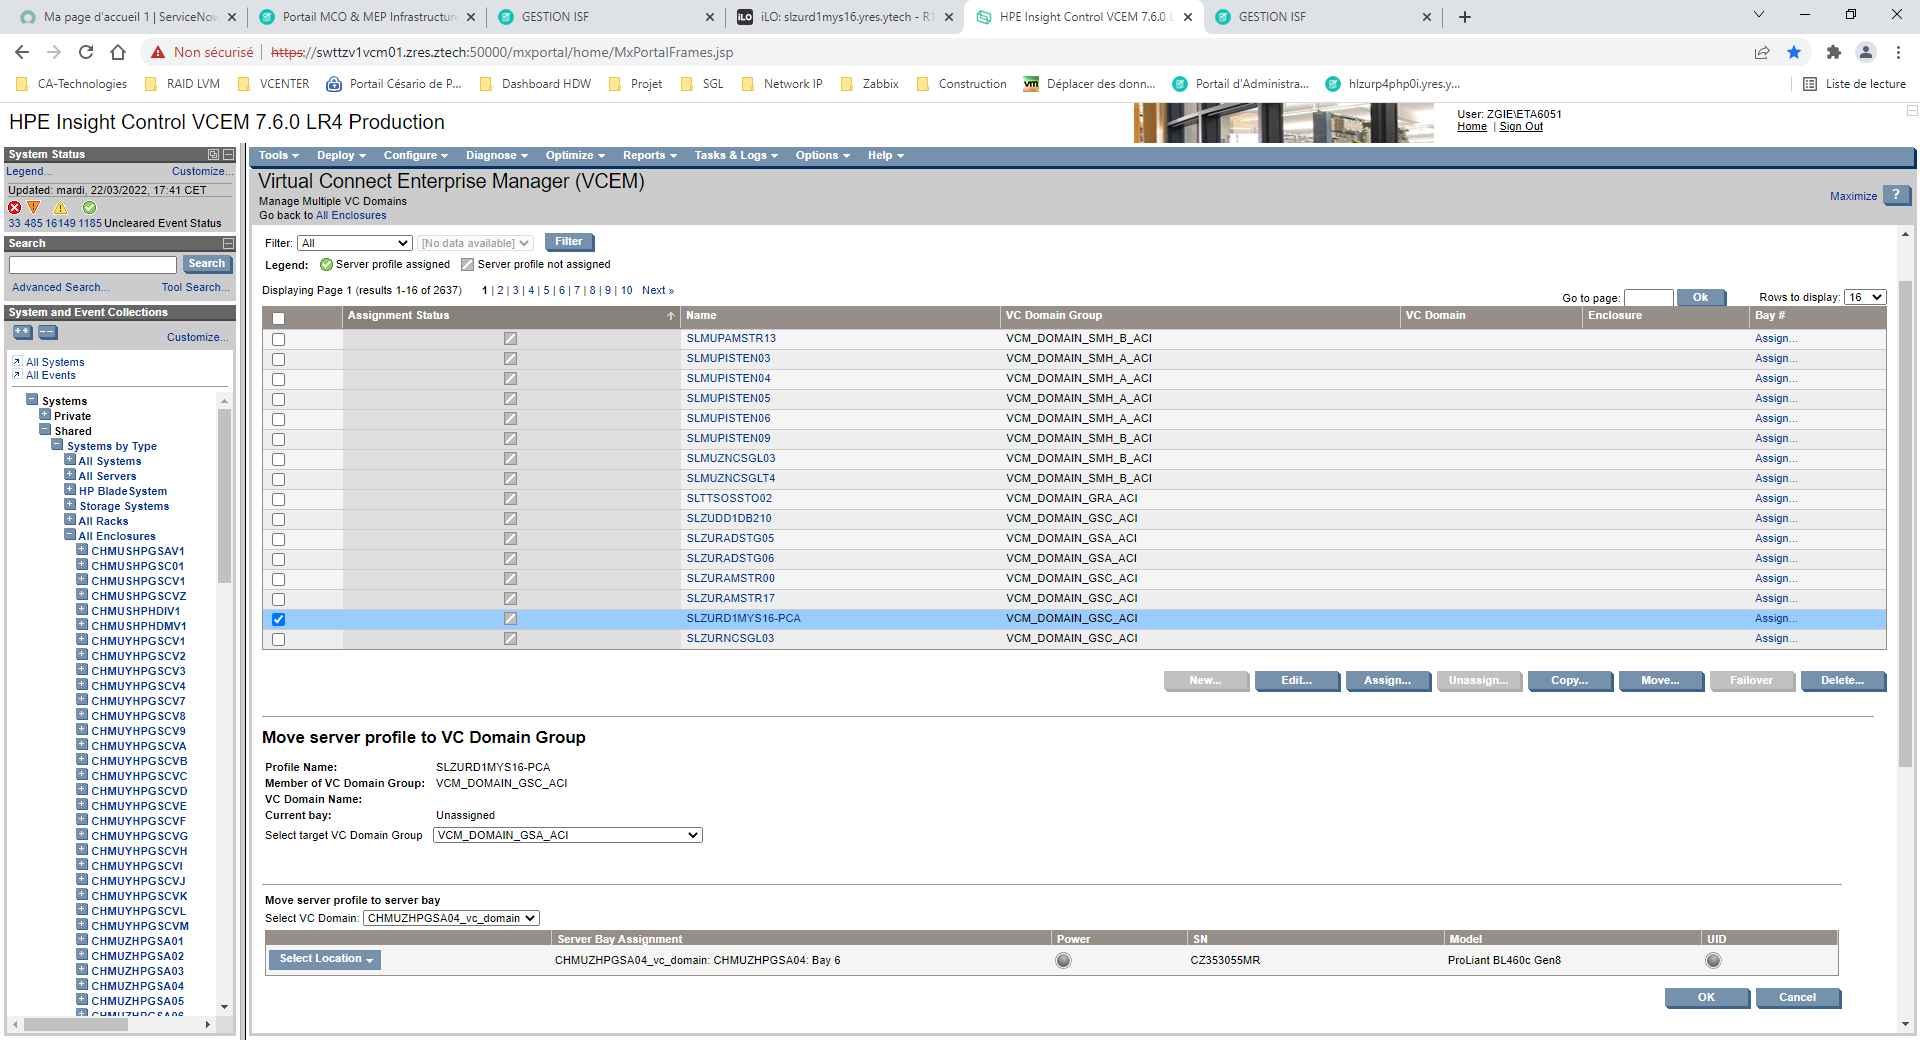 Ma page d'accueil 1 | ServiceNow
Portail MCO & MEP Infrastructure
GESTION ISF
iLO: slzurd1mys16.yres.ytech - R1
HPE Insight Control VCEM 7.6.0 L
GESTION ISF
Non sécurisé
https://swttzv1vcm01.zres.ztech:50000/mxportal/home/MxPortalFrames.jsp
CA-Technologies
RAID LVM
VCENTER
Portail Césario de P...
Dashboard HDW
Projet
SGL
Network IP
Zabbix
Construction
Déplacer des donn...
Portail d'Administra...
hlzurp4php0i.yres.y...
Liste de lecture
HPE Insight Control VCEM 7.6.0 LR4 Production
User: ZGIE\ETA6051
Home | Sign Out
System Status
Legend...
Customize...
Updated: mardi, 22/03/2022, 17:41 CET
33 485 16149 1185 Uncleared Event Status
Search
Search
Advanced Search...
Tool Search...
System and Event Collections
Customize...
All Systems
All Events
Systems
Private
Shared
Systems by Type
All Systems
All Servers
HP BladeSystem
Storage Systems
All Racks
All Enclosures
CHMUSHPGSAV1
CHMUSHPGSC01
CHMUSHPGSCV1
CHMUSHPGSCVZ
CHMUSHPHDIV1
CHMUSHPHDMV1
CHMUYHPGSCV1
CHMUYHPGSCV2
CHMUYHPGSCV3
CHMUYHPGSCV4
CHMUYHPGSCV7
CHMUYHPGSCV8
CHMUYHPGSCV9
CHMUYHPGSCVA
CHMUYHPGSCVB
CHMUYHPGSCVC
CHMUYHPGSCVD
CHMUYHPGSCVE
CHMUYHPGSCVF
CHMUYHPGSCVG
CHMUYHPGSCVH
CHMUYHPGSCVI
CHMUYHPGSCVJ
CHMUYHPGSCVK
CHMUYHPGSCVL
CHMUYHPGSCVM
CHMUZHPGSA01
CHMUZHPGSA02
CHMUZHPGSA03
CHMUZHPGSA04
CHMUZHPGSA05
CHMUZHPGSA06
Tools Deploy Configure Diagnose Optimize Reports Tasks & Logs Options Help
Virtual Connect Enterprise Manager (VCEM)
Manage Multiple VC Domains
Go back to All Enclosures
Maximize ?
Filter: All [No data available] Filter
Legend: Server profile assigned Server profile not assigned
Displaying Page 1 (results 1-16 of 2637) 1 | 2 | 3 | 4 | 5 | 6 | 7 | 8 | 9 | 10 Next »
Go to page: Ok Rows to display: 16
Assignment Status Name VC Domain Group VC Domain Enclosure Bay #
SLMUPAMSTR13 VCM_DOMAIN_SMH_B_ACI Assign...
SLMUPISTEN03 VCM_DOMAIN_SMH_A_ACI Assign...
SLMUPISTEN04 VCM_DOMAIN_SMH_A_ACI Assign...
SLMUPISTEN05 VCM_DOMAIN_SMH_A_ACI Assign...
SLMUPISTEN06 VCM_DOMAIN_SMH_A_ACI Assign...
SLMUPISTEN09 VCM_DOMAIN_SMH_B_ACI Assign...
SLMUZNCSGL03 VCM_DOMAIN_SMH_B_ACI Assign...
SLMUZNCSGLT4 VCM_DOMAIN_SMH_B_ACI Assign...
SLTTSOSSTO02 VCM_DOMAIN_GRA_ACI Assign...
SLZUDD1DB210 VCM_DOMAIN_GSC_ACI Assign...
SLZURADSTG05 VCM_DOMAIN_GSA_ACI Assign...
SLZURADSTG06 VCM_DOMAIN_GSA_ACI Assign...
SLZURAMSTR00 VCM_DOMAIN_GSC_ACI Assign...
SLZURAMSTR17 VCM_DOMAIN_GSC_ACI Assign...
SLZURD1MYS16-PCA VCM_DOMAIN_GSC_ACI Assign...
SLZURNCSGL03 VCM_DOMAIN_GSC_ACI Assign...
New... Edit... Assign... Unassign... Copy... Move... Failover Delete...
Move server profile to VC Domain Group
Profile Name: SLZURD1MYS16-PCA
Member of VC Domain Group: VCM_DOMAIN_GSC_ACI
VC Domain Name:
Current bay: Unassigned
Select target VC Domain Group VCM_DOMAIN_GSA_ACI
Move server profile to server bay
Select VC Domain: CHMUZHPGSA04_vc_domain
Server Bay Assignment Power SN Model UID
Select Location CHMUZHPGSA04_vc_domain: CHMUZHPGSA04: Bay 6 CZ353055MR ProLiant BL460c Gen8
OK Cancel